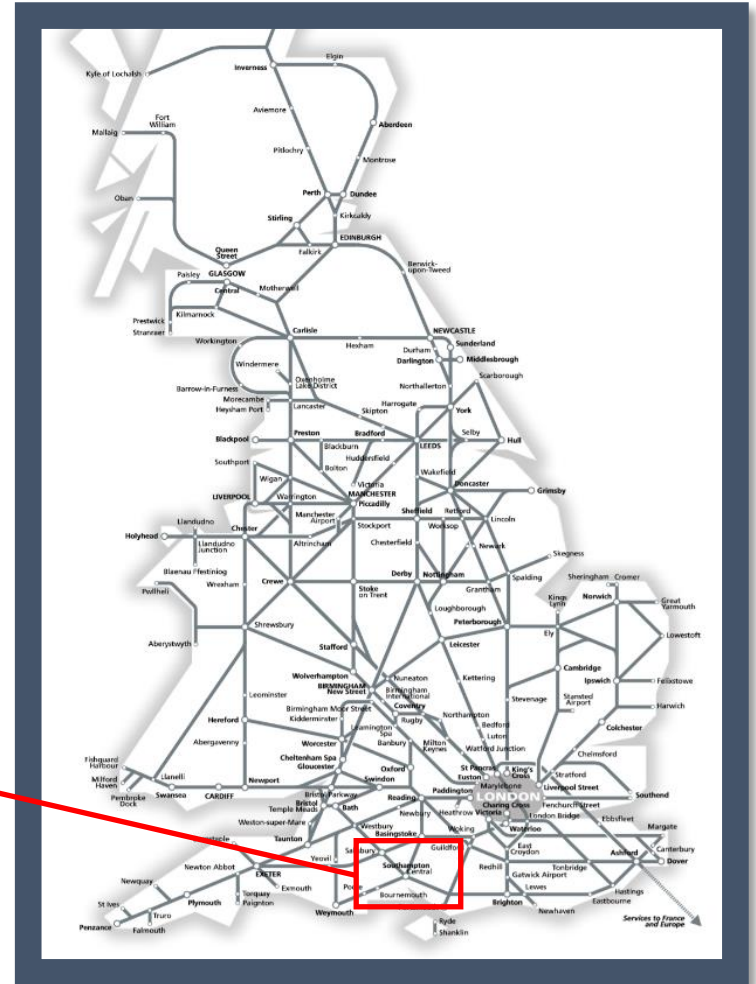 Elgin
Inverness
Kyle of Lochalsh
Aviemore
Fort
William
Aberdeen
Mallaig
Pitlochry
Montrose
Oban
Perth
Dundee
Stirling
Kirkcaldy
EDINBURGH
Queen
Street
Falkirk
Berwick-
upon-Tweed
Paisley
GLASGOW
Central
Motherwell
Kilmarnock
Prestwick
Stranraer
Carlisle
NEWCASTLE
Workington
Hexham
Sunderland
Durham
Darlington
Middlesbrough
Windermere
Scarborough
Oxenholme
Lake District
Northallerton
Barrow-in-Furness
Morecambe
Heysham Port
Lancaster
Harrogate
York
Skipton
Blackpool
Preston
Bradford
Selby
Blackburn
LEEDS
Hull
Southport
Huddersfield
Bolton
Wigan
Wakefield
Victoria
Doncaster
LIVERPOOL
Warrington
MANCHESTER
Piccadilly
Grimsby
Llandudno
Manchester
Airport
Sheffield
Retford
Lincoln
Stockport
Worksop
Holyhead
Chester
Llandudno
Junction
Altrincham
Chesterfield
Newark
Skegness
Blaenau Ffestiniog
Pwllheli
Wrexham
Crewe
Stoke
on Trent
Derby
Nottingham
Grantham
Spalding
Sheringham
Cromer
Kings
Lynn
Norwich
Great
Yarmouth
Loughborough
Peterborough
Shrewsbury
Ely
Aberystwyth
Leicester
Lowestoft
Stafford
Cambridge
Wolverhampton
BIRMINGHAM
New Street
Nuneaton
Kettering
Ipswich
Felixstowe
Birmingham
International
Leominster
Stevenage
Stansted
Airport
Coventry
Birmingham Moor Street
Harwich
Hereford
Kidderminster
Rugby
Northampton
Leamington
Spa
Bedford
Colchester
Worcester
Luton
Abergavenny
Banbury
Milton
Keynes
Watford Junction
Chelmsford
Cheltenham Spa
Gloucester
Fishguard
Harbour
Oxford
St Pancras
King's
Cross
Euston
Stratford
Milford
Haven
Llanelli
Newport
Swindon
Marylebone
Liverpool Street
Pembroke
Dock
Swansea
CARDIFF
Bristol Parkway
Reading
Paddington
LONDON
Southend
Bristol
Temple Meads
Bath
Newbury
Heathrow
Charing Cross
Victoria
Fenchurch Street
London Bridge
Weston-super-Mare
Westbury
Basingstoke
Woking
Waterloo
Ebbsfleet
Margate
Taunton
Salisbury
Guildford
East
Croydon
Canterbury
Yeovil
Southampton
Central
Redhill
Tonbridge
Ashford
Dover
Newton Abbot
EXETER
Gatwick Airport
Newquay
Exmouth
Bournemouth
Lewes
Torquay
Paignton
Hastings
St Ives
Plymouth
Weymouth
Brighton
Eastbourne
Truro
Newhaven
Penzance
Falmouth
Ryde
Shanklin
Services to France
and Europe